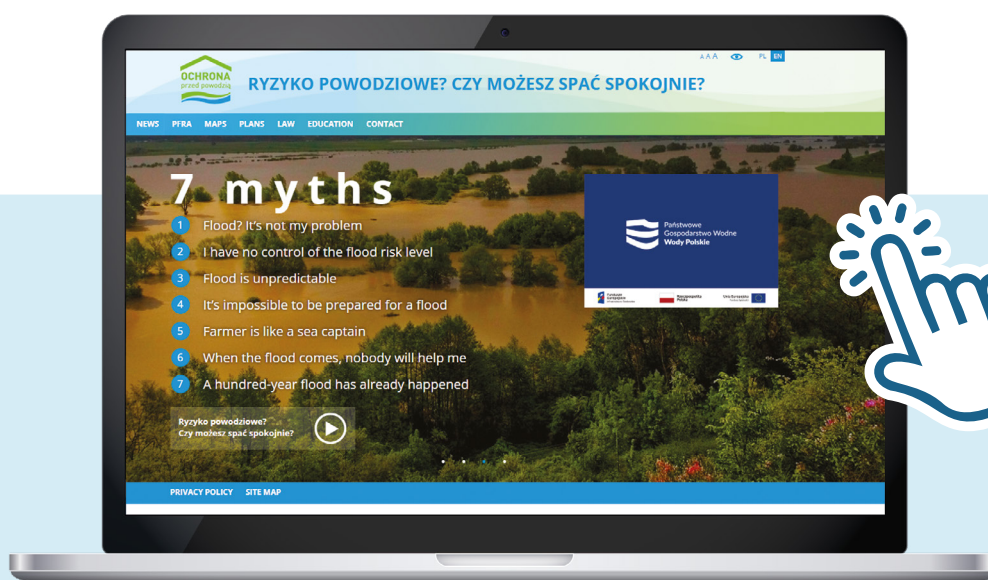 A A A PL EN
OCHRONA
przed powodzią
RYZYKO POWODZIOWE? CZY MOŻESZ SPAĆ SPOKOJNIE?
NEWS PFRA MAPS PLANS LAW EDUCATION CONTACT
7 myths
1 Flood? It's not my problem
2 I have no control of the flood risk level
3 Flood is unpredictable
4 It's impossible to be prepared for a flood
5 Farmer is like a sea captain
6 When the flood comes, nobody will help me
7 A hundred-year flood has already happened
Państwowe
Gospodarstwo Wodne
Wody Polskie
Fundusze
Europejskie
Rzeczpospolita
Polska
Unia Europejska
Ryzyko powodziowe?
Czy możesz spać spokojnie?
PRIVACY POLICY SITE MAP